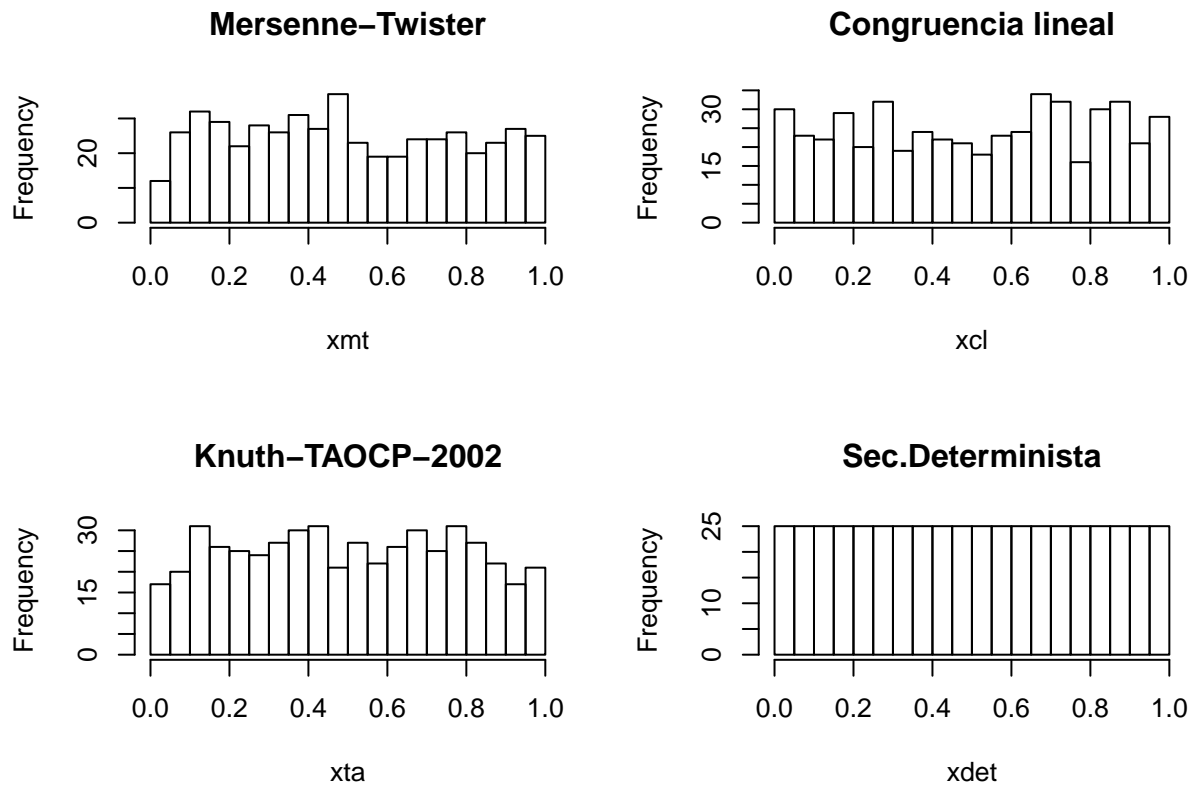 Mersenne−Twister
Frequency
0
20
0.0 0.2 0.4 0.6 0.8 1.0
xmt
Congruencia lineal
Frequency
0
15
30
0.0 0.2 0.4 0.6 0.8 1.0
xcl
Knuth−TAOCP−2002
Frequency
0
15
30
0.0 0.2 0.4 0.6 0.8 1.0
xta
Sec.Determinista
Frequency
0
10
25
0.0 0.2 0.4 0.6 0.8 1.0
xdet